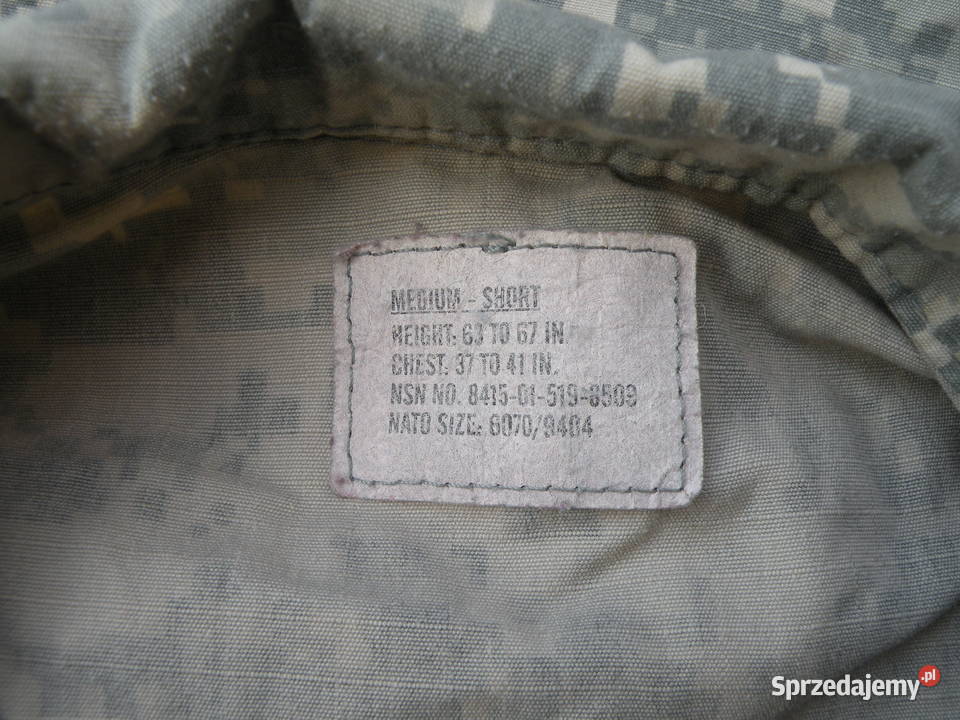 MEDIUM - SHORT
HEIGHT: 63 TO 67 IN.
CHEST: 37 TO 41 IN.
NSN NO. 8415-01-519-8509
NATO SIZE: 6070/9404
Sprzedajemy.pl